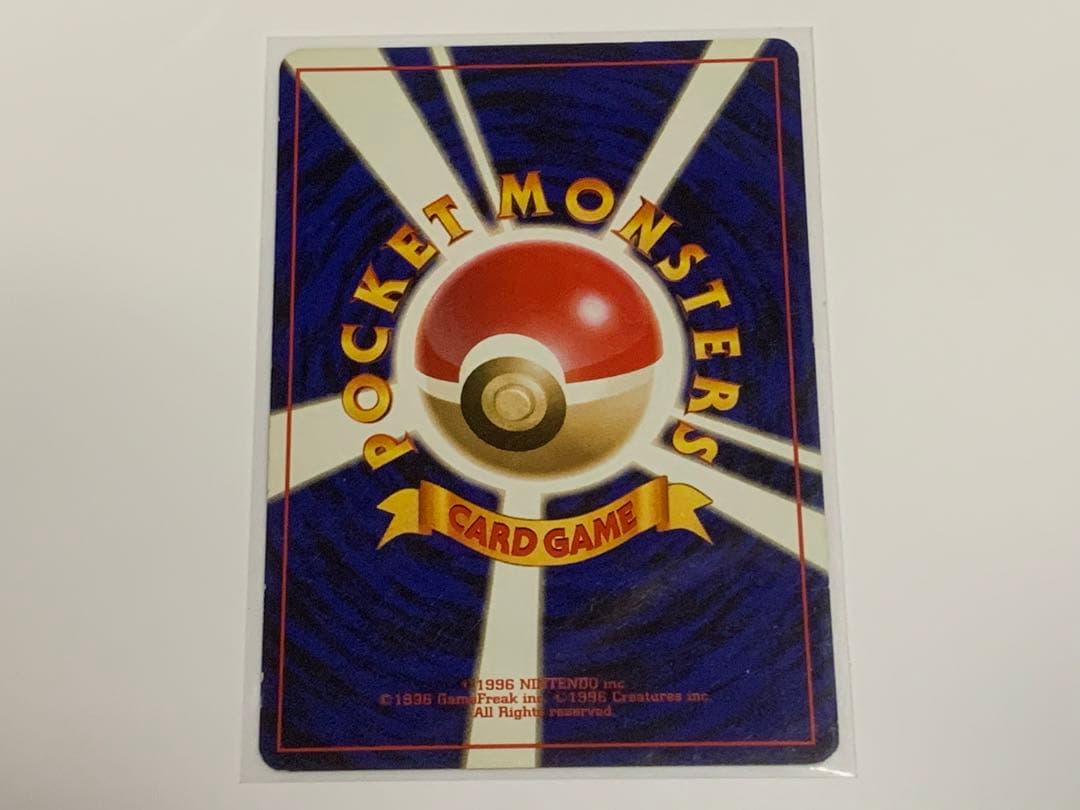 POCKET MONSTERS
CARD GAME
©1996 NINTENDO inc.
©1996 GameFreak inc. ©1996 Creatures inc.
All Rights reserved.